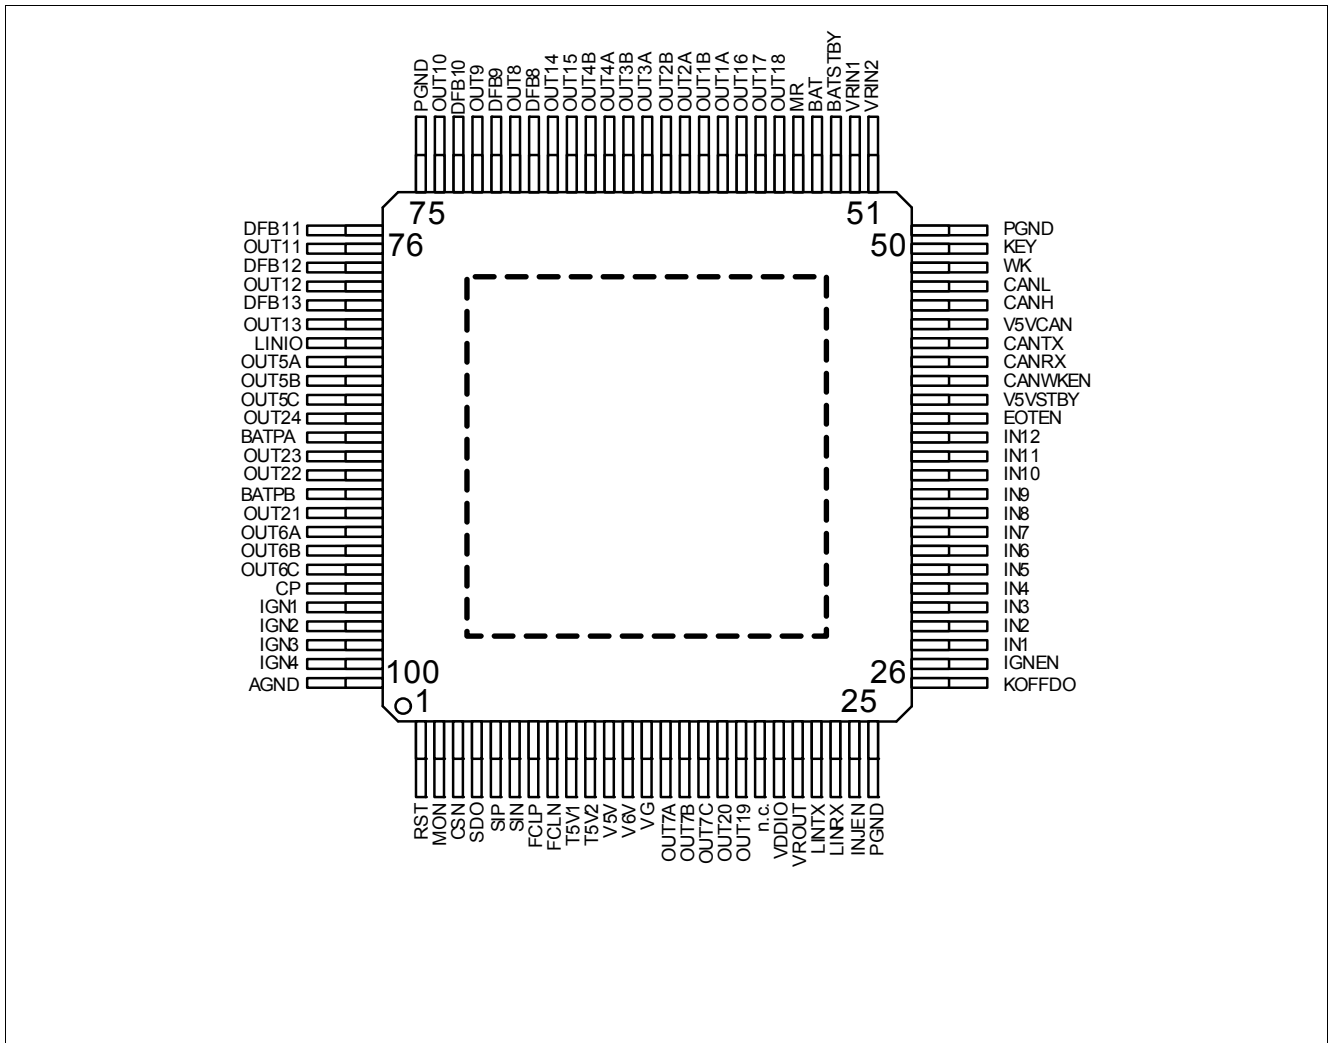 PGND
OUT10
DFB10
OUT9
DFB9
OUT8
DFB8
OUT14
OUT15
OUT4B
OUT4A
OUT3B
OUT3A
OUT2B
OUT2A
OUT1B
OUT1A
OUT16
OUT17
OUT18
MR
BAT
BATSTBY
VRIN1
VRIN2
75
51
76
50
DFB11
OUT11
DFB12
OUT12
DFB13
OUT13
LINIO
OUT5A
OUT5B
OUT5C
OUT24
BATPA
OUT23
OUT22
BATPB
OUT21
OUT6A
OUT6B
OUT6C
CP
IGN1
IGN2
IGN3
IGN4
AGND
PGND
KEY
WK
CANL
CANH
V5VCAN
CANTX
CANRX
CANWKEN
V5VSTBY
EOTEN
IN12
IN11
IN10
IN9
IN8
IN7
IN6
IN5
IN4
IN3
IN2
IN1
IGNEN
KOFFDO
100
26
1
25
RST
MON
CSN
SDO
SIP
SIN
FCLP
FCLN
T5V1
T5V2
V5V
V6V
VG
OUT7A
OUT7B
OUT7C
OUT20
OUT19
n.c.
VDDIO
VROUT
LINTX
LINRX
INJEN
PGND